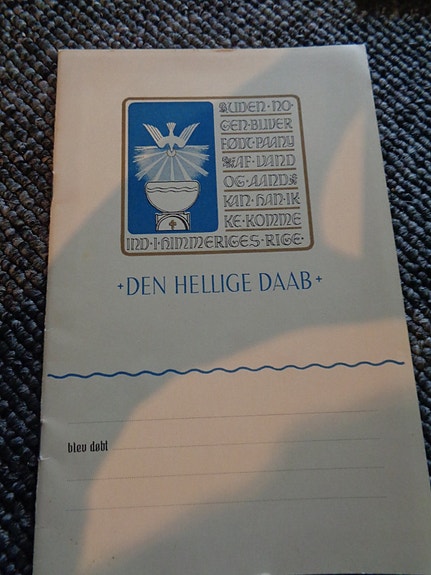 UDEN·NO
GEN·BLIVER
FØDT·PAANY
AF·VAND
OG·AAND
KAN·HAN·IK
KE·KOMME
IND·I·HIMMERIGES·RIGE·
+DEN HELLIGE DAAB+
blev døbt